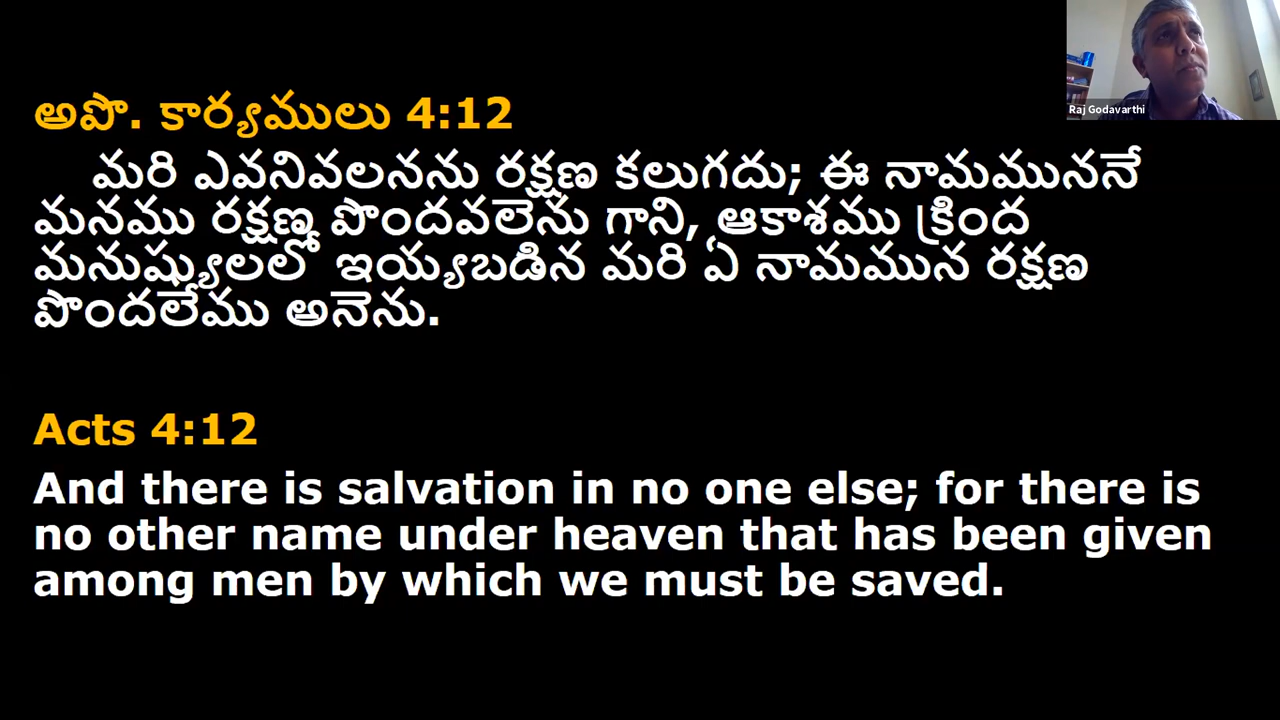 Raj Godavarthi
అపొ. కార్యములు 4:12
మరి ఎవనివలనను రక్షణ కలుగదు; ఈ నామముననే
మనము రక్షణ పొందవలెను గాని, ఆకాశము క్రింద
మనుష్యులలో ఇయ్యబడిన మరి ఏ నామమున రక్షణ
పొందలేము అనెను.
Acts 4:12
And there is salvation in no one else; for there is
no other name under heaven that has been given
among men by which we must be saved.